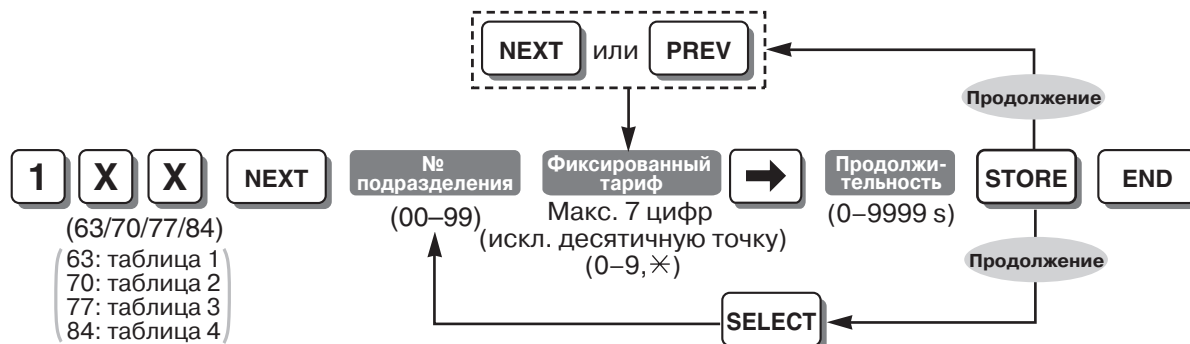 NEXT или PREV
Продолжение
1 X X NEXT № подразделения Фиксированный тариф → Продолжи-тельность STORE END
(63/70/77/84)
63: таблица 1
70: таблица 2
77: таблица 3
84: таблица 4
(00–99)
Макс. 7 цифр
(искл. десятичную точку)
(0–9,✳)
(0–9999 s)
Продолжение
SELECT